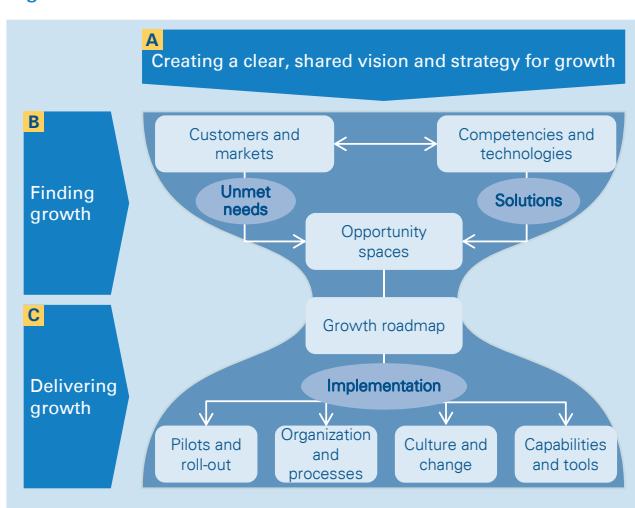 A
Creating a clear, shared vision and strategy for growth
B
Finding
growth
Customers and
markets
Competencies and
technologies
Unmet
needs
Solutions
Opportunity
spaces
C
Delivering
growth
Growth roadmap
Implementation
Pilots and
roll-out
Organization
and
processes
Culture and
change
Capabilities
and tools